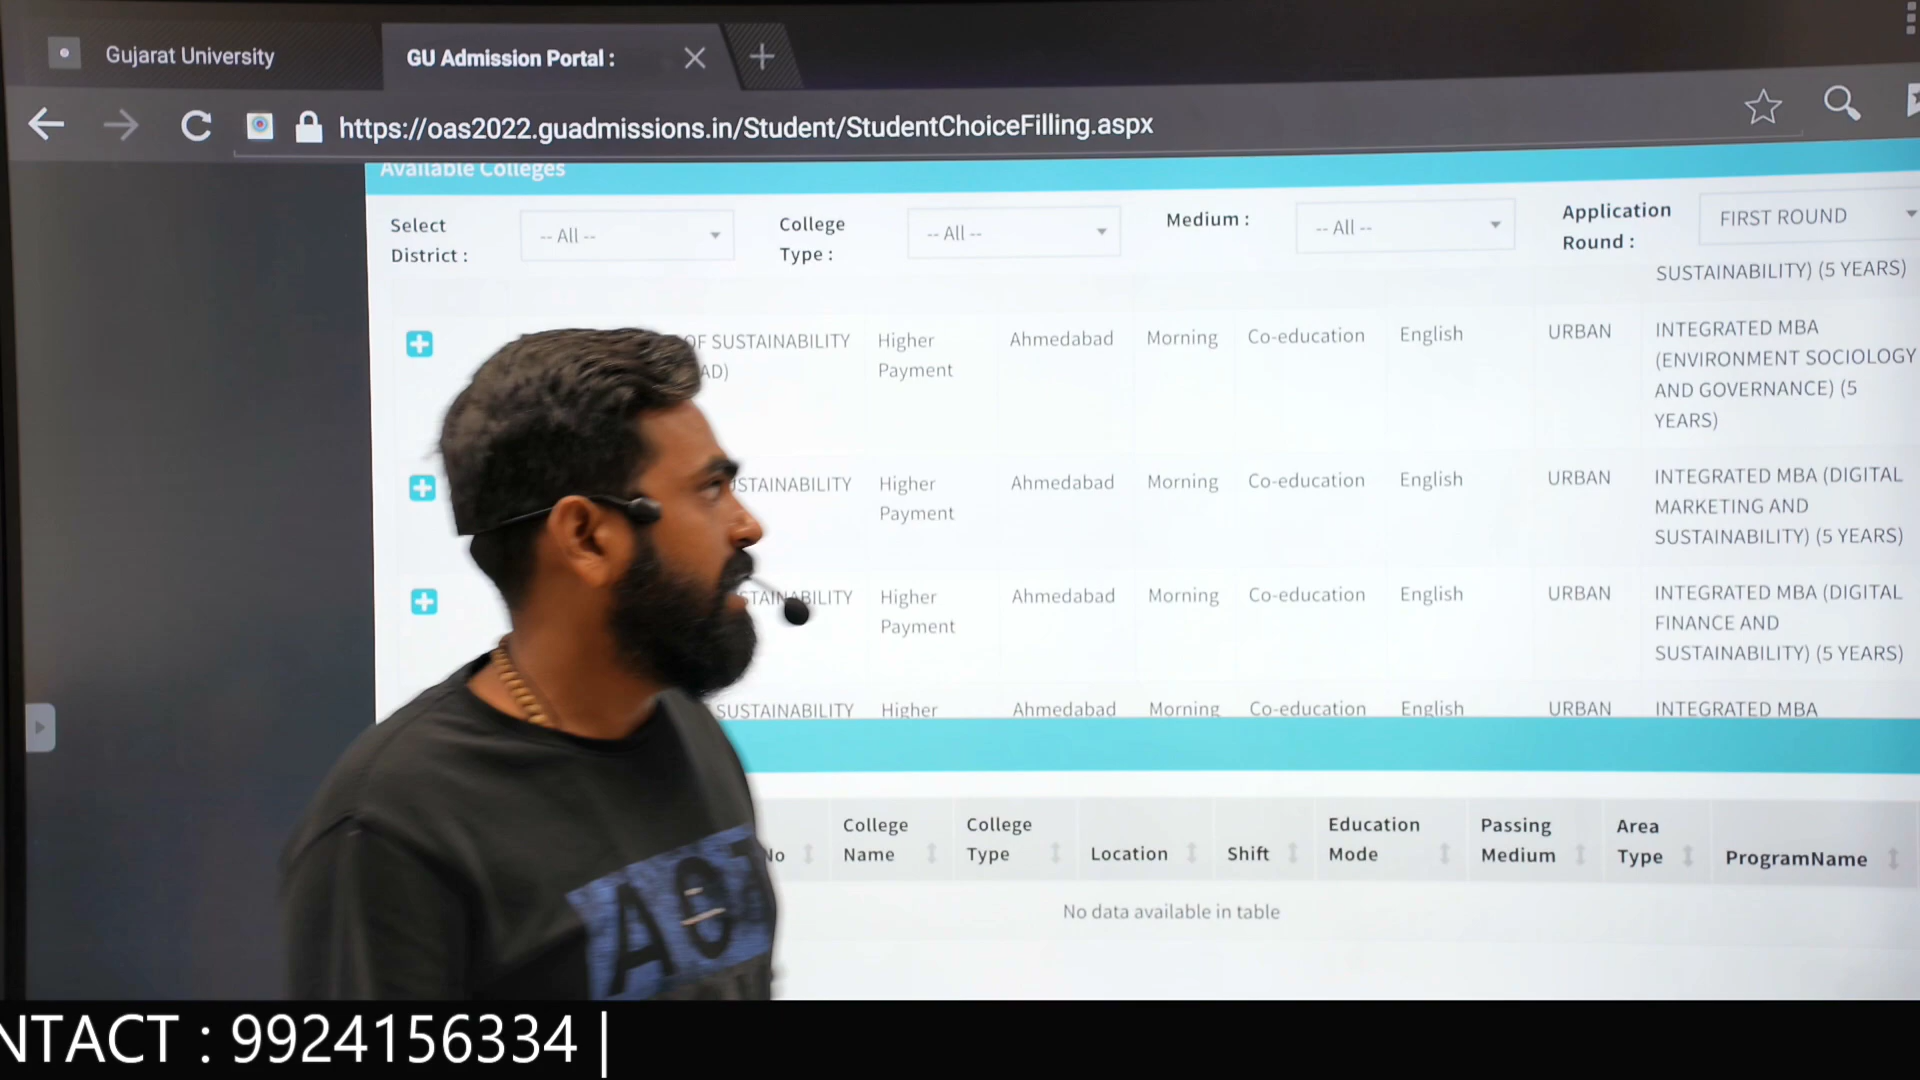 Gujarat University
GU Admission Portal :
https://oas2022.guadmissions.in/Student/StudentChoiceFilling.aspx
Available Colleges
Select District :
-- All --
College Type :
-- All --
Medium :
-- All --
Application Round :
FIRST ROUND
SUSTAINABILITY) (5 YEARS)
OF SUSTAINABILITY
Higher Payment
Ahmedabad
Morning
Co-education
English
URBAN
INTEGRATED MBA
(ENVIRONMENT SOCIOLOGY
AND GOVERNANCE) (5
YEARS)
Higher Payment
Ahmedabad
Morning
Co-education
English
URBAN
INTEGRATED MBA (DIGITAL
MARKETING AND
SUSTAINABILITY) (5 YEARS)
Higher Payment
Ahmedabad
Morning
Co-education
English
URBAN
INTEGRATED MBA (DIGITAL
FINANCE AND
SUSTAINABILITY) (5 YEARS)
SUSTAINABILITY
Higher
Ahmedabad
Morning
Co-education
English
URBAN
INTEGRATED MBA
No
College Name
College Type
Location
Shift
Education Mode
Passing Medium
Area Type
ProgramName
No data available in table
NTACT : 9924156334 |